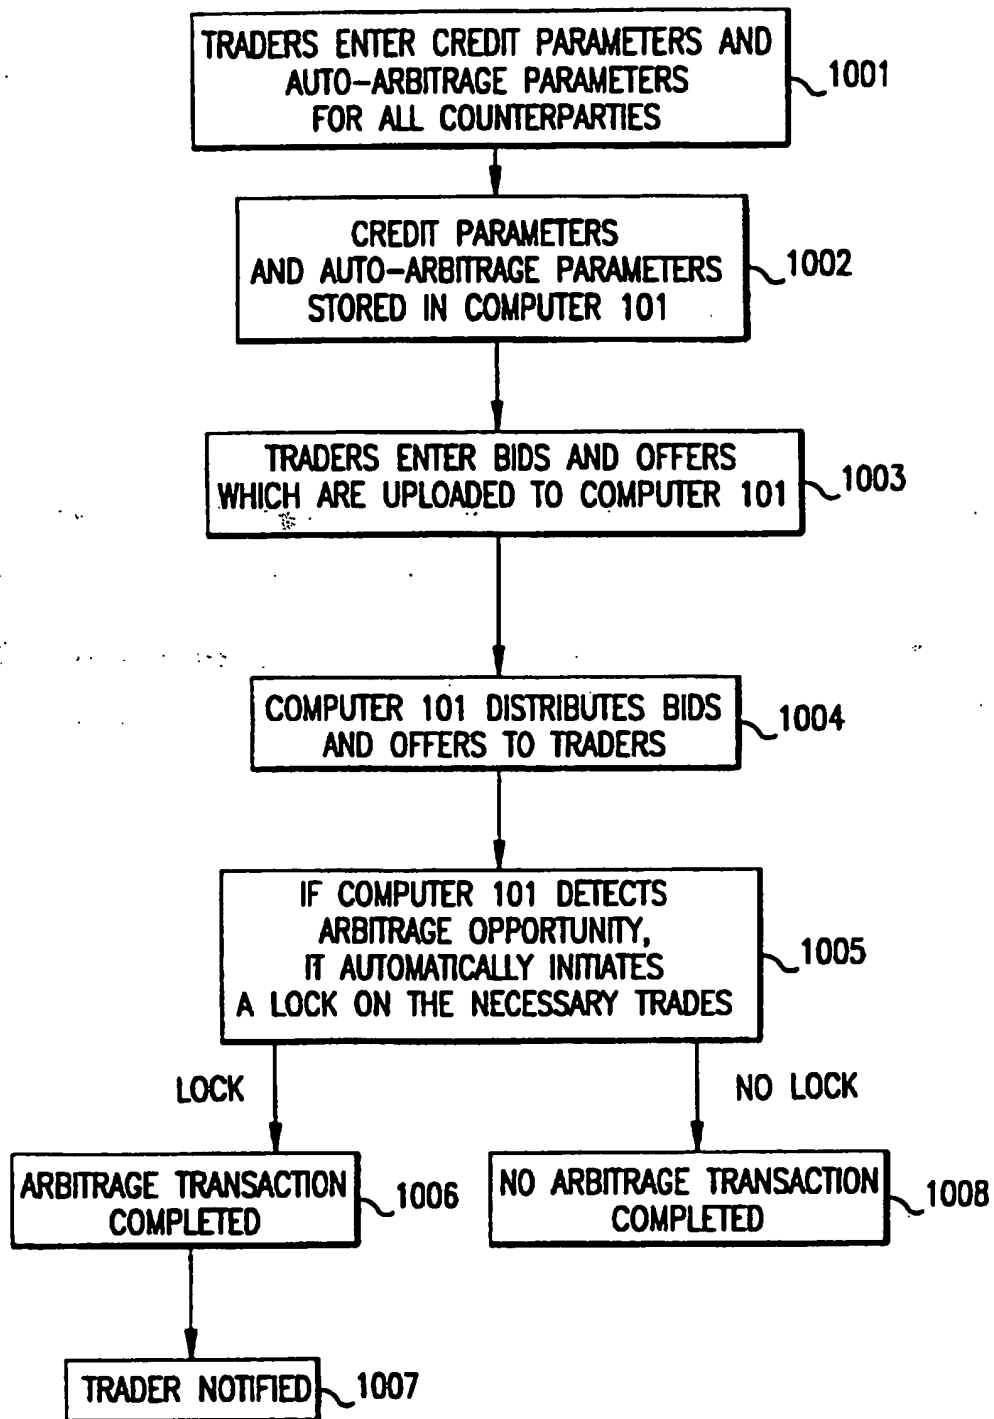 TRADERS ENTER CREDIT PARAMETERS AND
AUTO-ARBITRAGE PARAMETERS
FOR ALL COUNTERPARTIES
1001
CREDIT PARAMETERS
AND AUTO-ARBITRAGE PARAMETERS
STORED IN COMPUTER 101
1002
TRADERS ENTER BIDS AND OFFERS
WHICH ARE UPLOADED TO COMPUTER 101
1003
COMPUTER 101 DISTRIBUTES BIDS
AND OFFERS TO TRADERS
1004
IF COMPUTER 101 DETECTS
ARBITRAGE OPPORTUNITY,
IT AUTOMATICALLY INITIATES
A LOCK ON THE NECESSARY TRADES
1005
LOCK
NO LOCK
ARBITRAGE TRANSACTION
COMPLETED
1006
NO ARBITRAGE TRANSACTION
COMPLETED
1008
TRADER NOTIFIED
1007